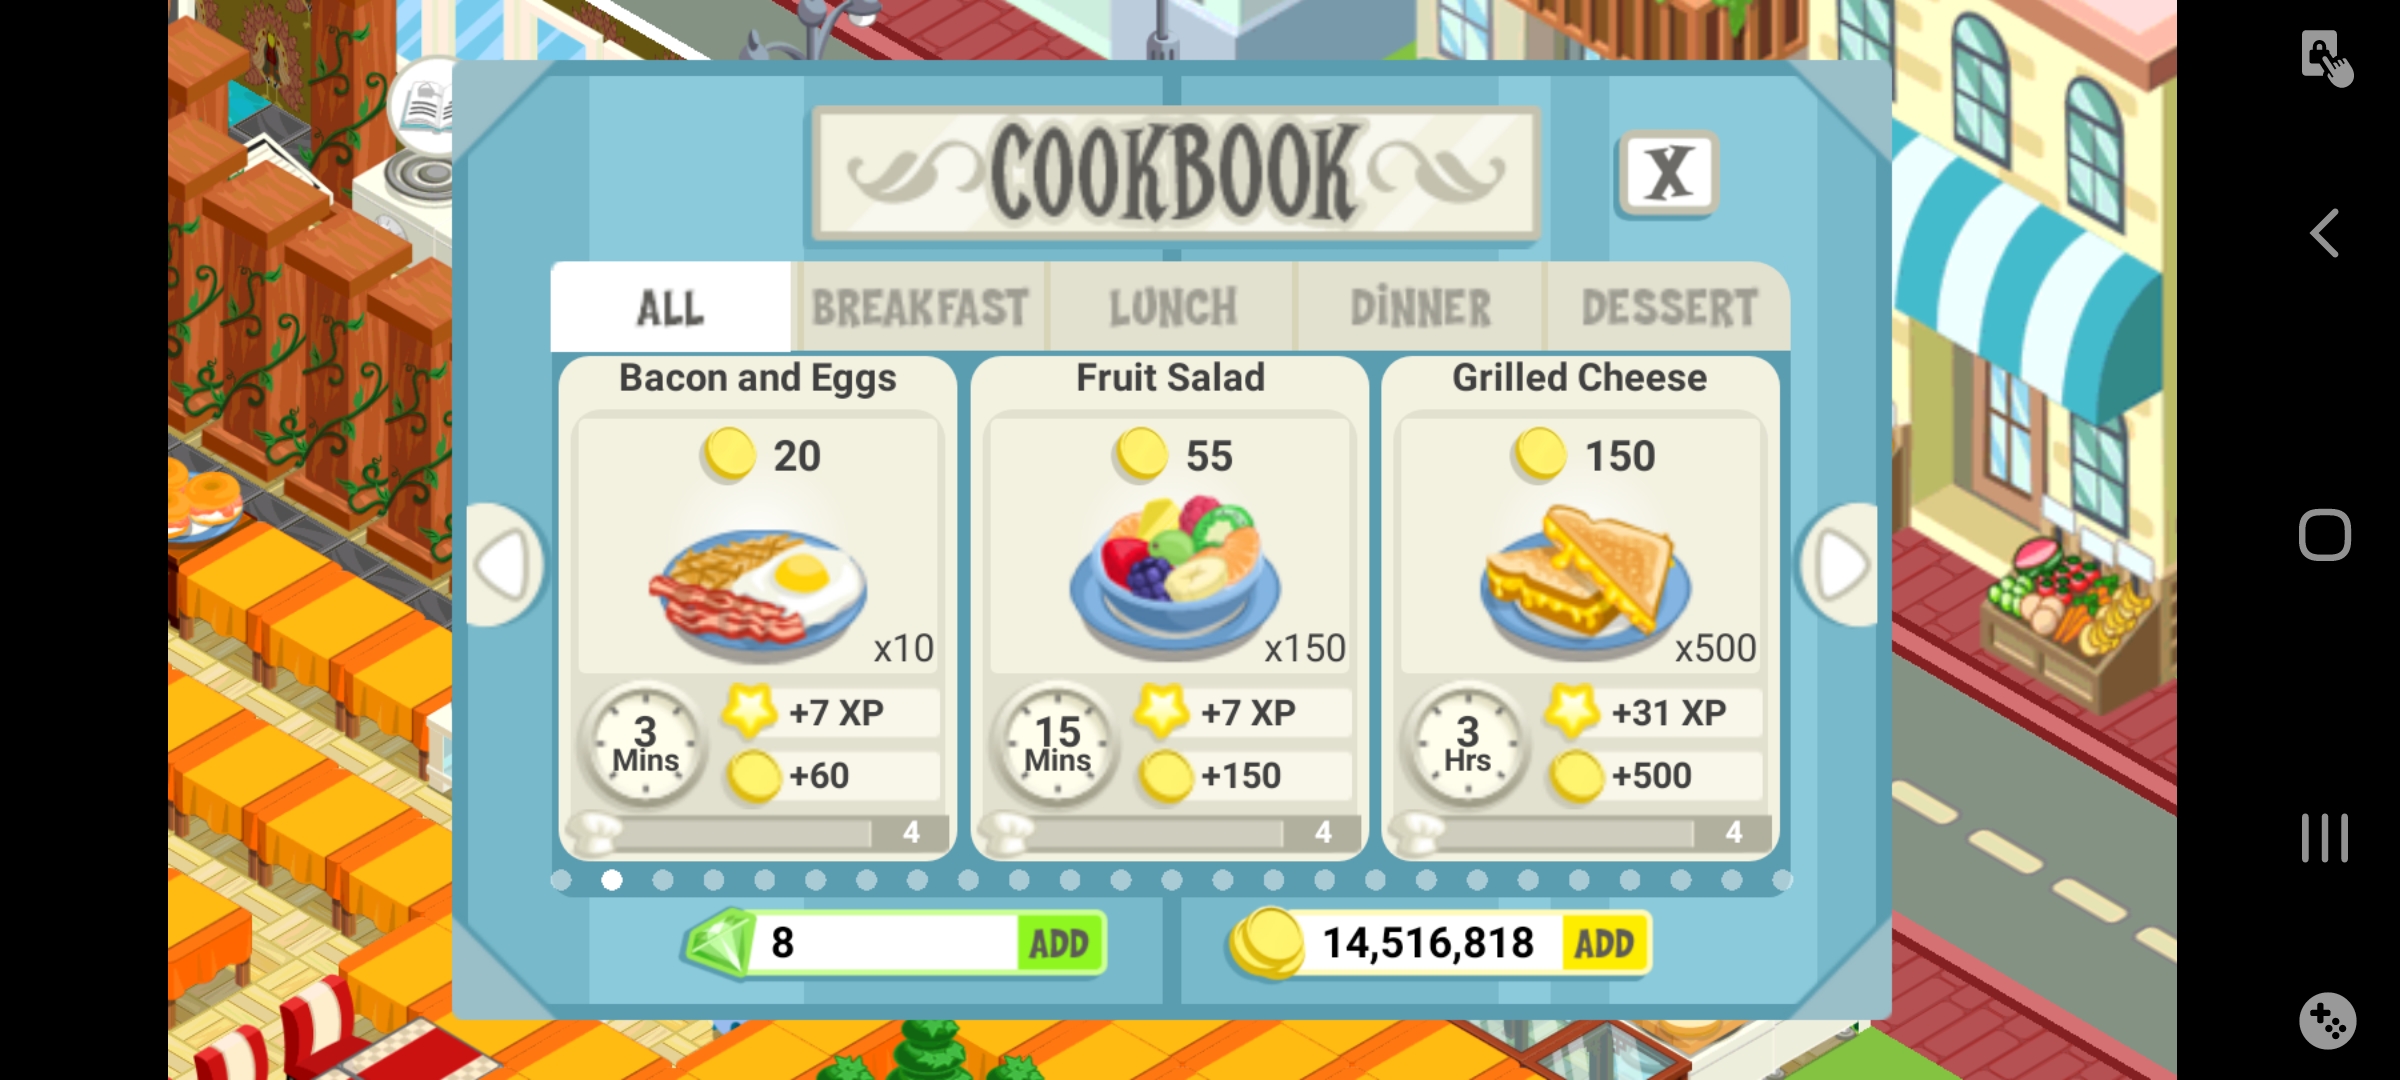 COOKBOOK
X
ALL BREAKFAST LUNCH DINNER DESSERT
Bacon and Eggs
20
x10
3
Mins
+7 XP
+60
4
Fruit Salad
55
x150
15
Mins
+7 XP
+150
4
Grilled Cheese
150
x500
3
Hrs
+31 XP
+500
4
8 ADD
14,516,818 ADD